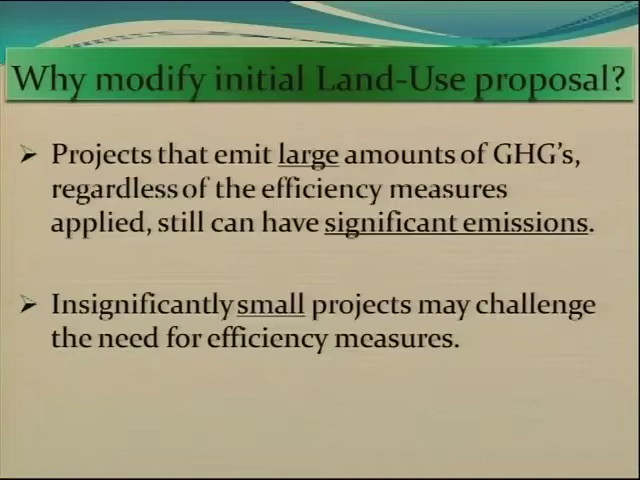 Why modify initial Land-Use proposal?
➢ Projects that emit large amounts of GHG's,
regardless of the efficiency measures
applied, still can have significant emissions.
➢ Insignificantly small projects may challenge
the need for efficiency measures.